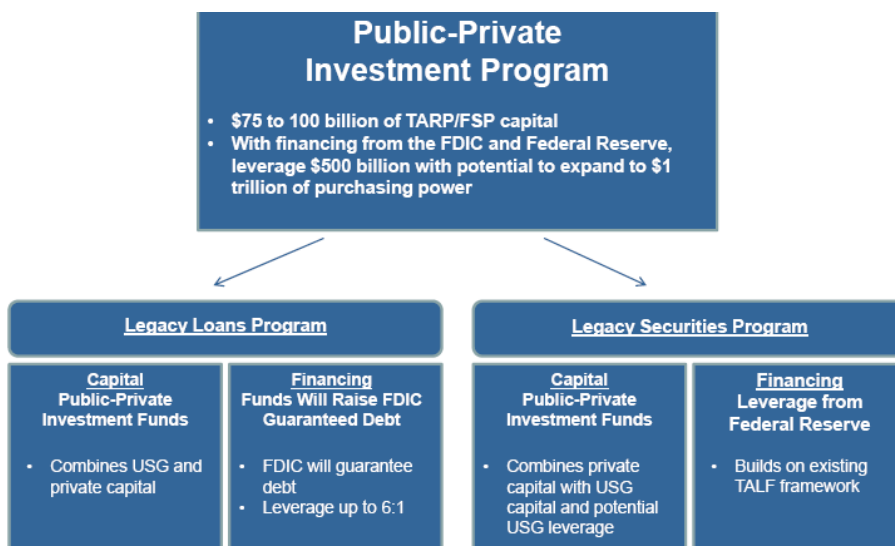 Public-Private
Investment Program
• $75 to 100 billion of TARP/FSP capital
• With financing from the FDIC and Federal Reserve,
leverage $500 billion with potential to expand to $1
trillion of purchasing power
Legacy Loans Program
Legacy Securities Program
Capital
Public-Private
Investment Funds
• Combines USG and
private capital
Financing
Funds Will Raise FDIC
Guaranteed Debt
• FDIC will guarantee
debt
• Leverage up to 6:1
Capital
Public-Private
Investment Funds
• Combines private
capital with USG
capital and potential
USG leverage
Financing
Leverage from
Federal Reserve
• Builds on existing
TALF framework